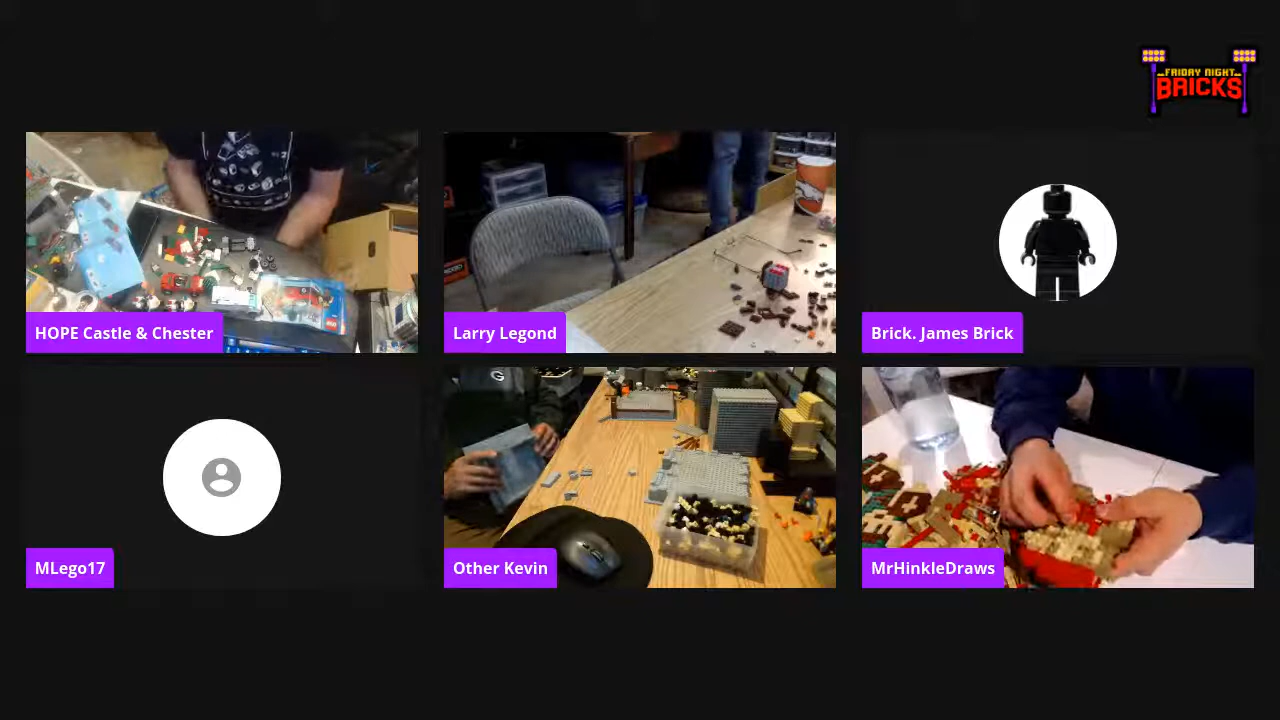 FRIDAY NIGHT
BRICKS
HOPE Castle & Chester
Larry Legond
Brick. James Brick
MLego17
Other Kevin
MrHinkleDraws
G